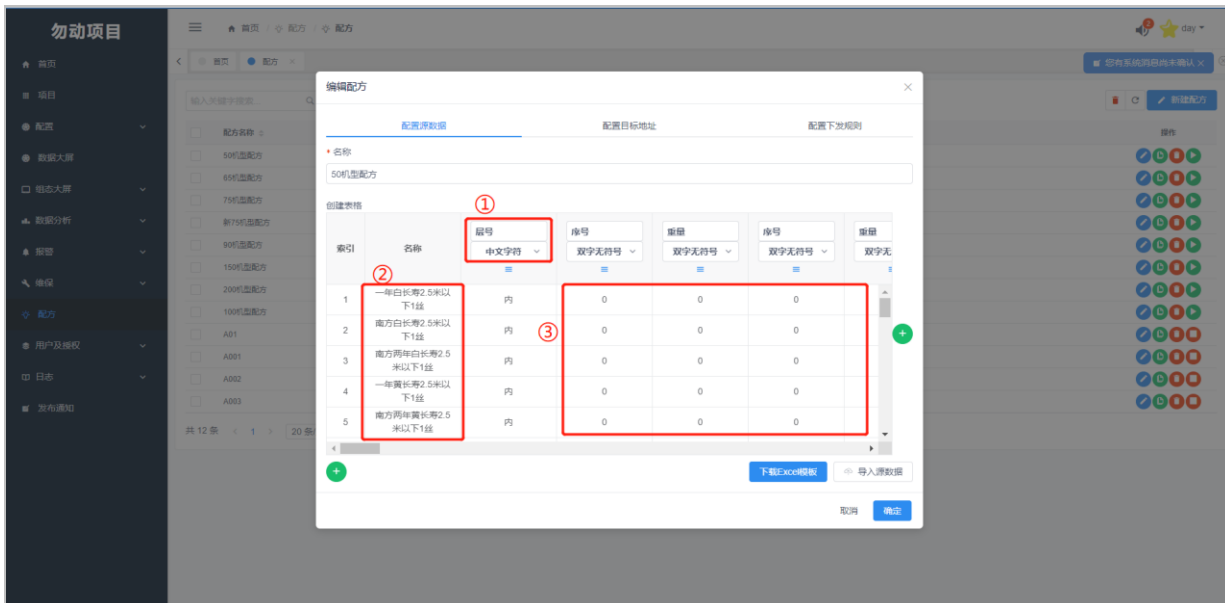 勿动项目
首页 / 配方 / 配方
2
day
首页
配方
您有系统消息尚未确认
首页
项目
配置
数据大屏
组态大屏
数据分析
报警
维保
配方
用户及授权
日志
发布通知
输入关键字搜索...
新建配方
配方名称
操作
50机型配方
65机型配方
75机型配方
新75机型配方
90机型配方
150机型配方
200机型配方
100机型配方
A01
A001
A002
A003
共 12 条 < 1 > 20 条/
编辑配方
配置源数据 配置目标地址 配置下发规则
* 名称
50机型配方
创建表格
①
索引 名称 层号 序号 重量 序号 重量
中文字符 双字无符号 双字无符号 双字无符号 双字无
②
1 一年白长寿2.5米以下1丝 内 0 0 0
2 南方白长寿2.5米以下1丝 内 0 0 0
③
3 南方两年白长寿2.5米以下1丝 内 0 0 0
4 一年黄长寿2.5米以下1丝 内 0 0 0
5 南方两年黄长寿2.5米以下1丝 内 0 0 0
下载Excel模板 导入源数据
取消 确定